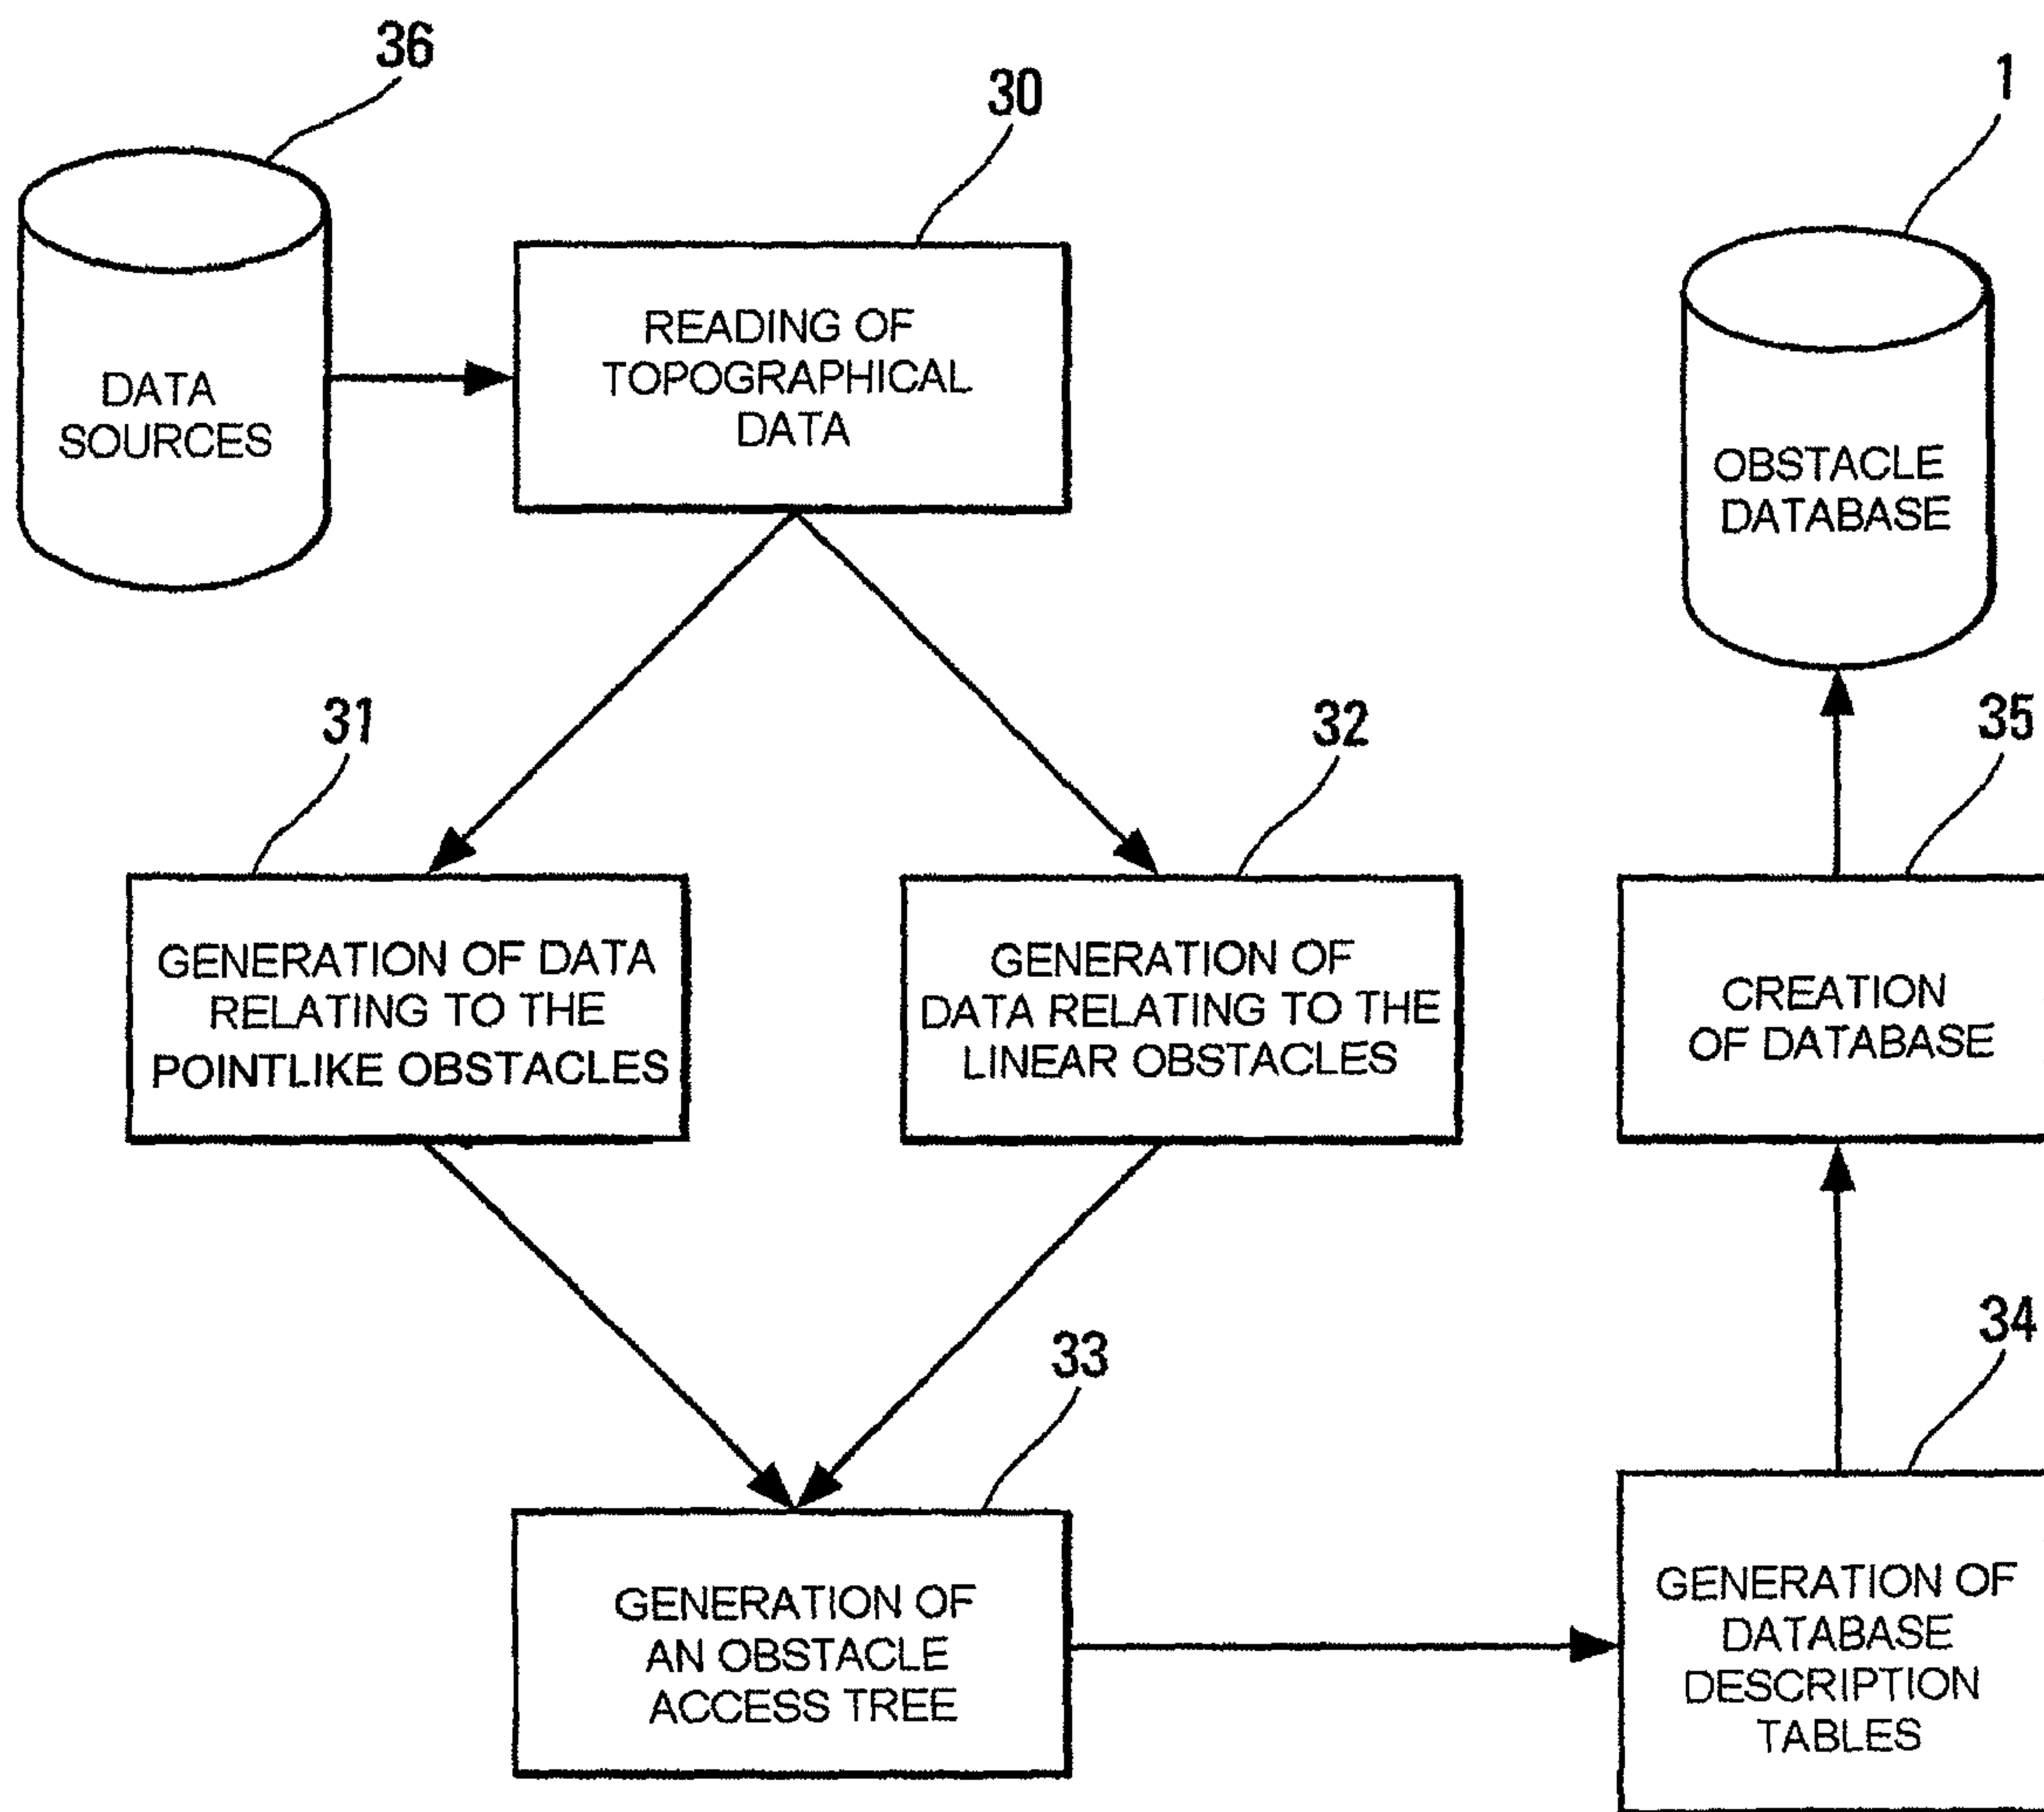 36
30
1
DATA
SOURCES
READING OF
TOPOGRAPHICAL
DATA
OBSTACLE
DATABASE
31
32
35
GENERATION OF DATA
RELATING TO THE
POINTLIKE OBSTACLES
GENERATION OF
DATA RELATING TO THE
LINEAR OBSTACLES
CREATION
OF DATABASE
33
34
GENERATION OF
AN OBSTACLE
ACCESS TREE
GENERATION OF
DATABASE
DESCRIPTION
TABLES